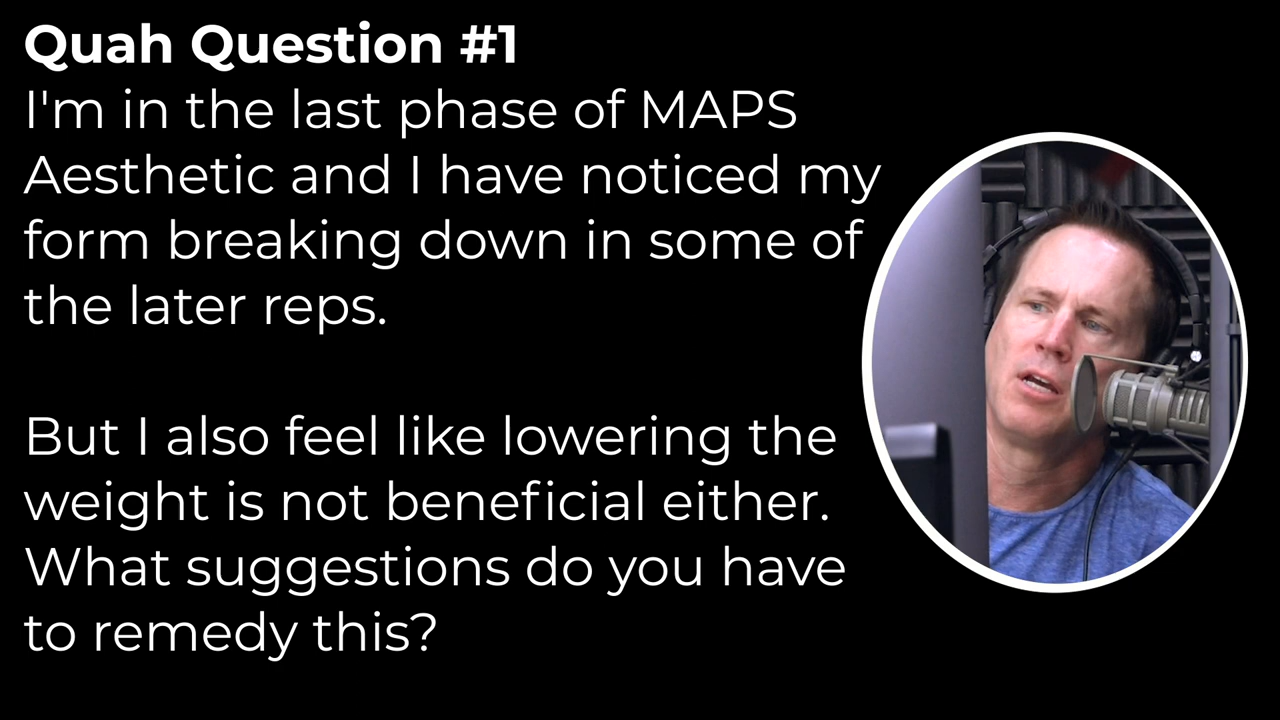 Quah Question #1
I'm in the last phase of MAPS
Aesthetic and I have noticed my
form breaking down in some of
the later reps.
But I also feel like lowering the
weight is not beneficial either.
What suggestions do you have
to remedy this?